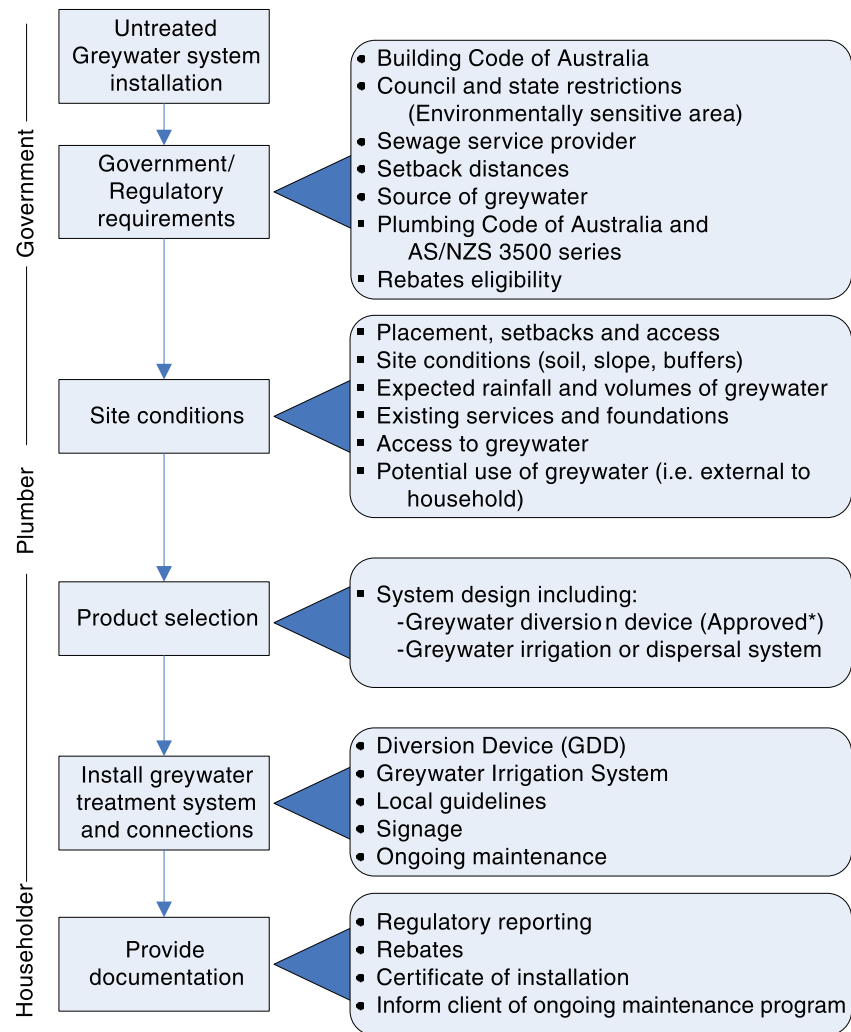 Untreated
Greywater system
installation
Government/
Regulatory
requirements
• Building Code of Australia
• Council and state restrictions
(Environmentally sensitive area)
• Sewage service provider
• Setback distances
• Source of greywater
▪ Plumbing Code of Australia and
AS/NZS 3500 series
▪ Rebates eligibility
Government
Site conditions
▪ Placement, setbacks and access
▪ Site conditions (soil, slope, buffers)
▪ Expected rainfall and volumes of greywater
▪ Existing services and foundations
▪ Access to greywater
▪ Potential use of greywater (i.e. external to
household)
Plumber
Product selection
▪ System design including:
-Greywater diversion device (Approved*)
-Greywater irrigation or dispersal system
Install greywater
treatment system
and connections
• Diversion Device (GDD)
• Greywater Irrigation System
• Local guidelines
• Signage
• Ongoing maintenance
Householder
Provide
documentation
• Regulatory reporting
• Rebates
• Certificate of installation
• Inform client of ongoing maintenance program